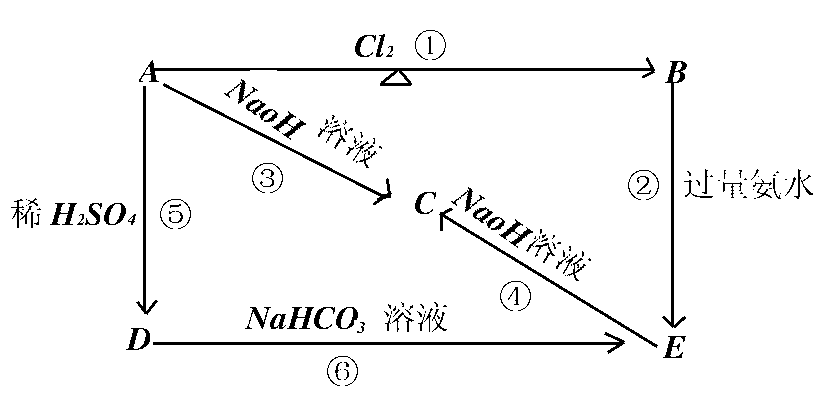 Cl₂ ①
A
B
NaoH 溶液
③
② 过量氨水
稀 H₂SO₄ ⑤
C
NaoH溶液
④
NaHCO₃ 溶液
D
E
⑥